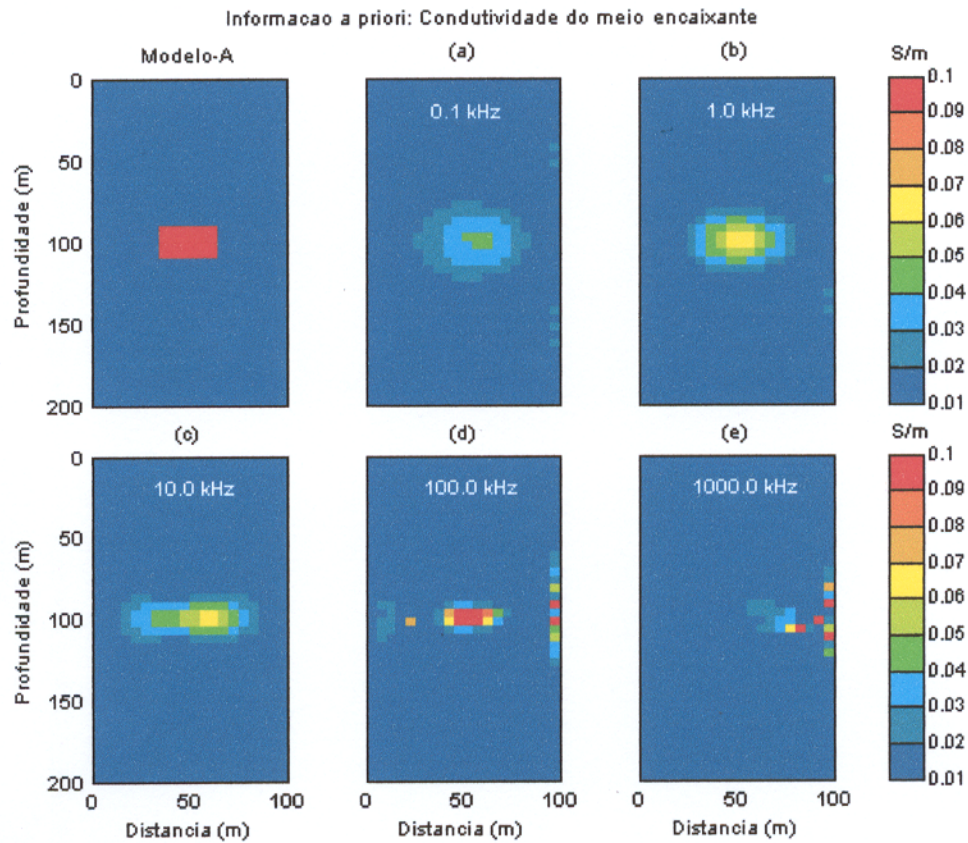 Informacao a priori: Condutividade do meio encaixante
Modelo-A
(a)
(b)
S/m
0
50
100
150
200
Profundidade (m)
0.1 kHz
1.0 kHz
0.1
0.09
0.08
0.07
0.06
0.05
0.04
0.03
0.02
0.01
(c)
(d)
(e)
S/m
0
50
100
150
200
Profundidade (m)
10.0 kHz
100.0 kHz
1000.0 kHz
0.1
0.09
0.08
0.07
0.06
0.05
0.04
0.03
0.02
0.01
0 50 100
0 50 100
0 50 100
Distancia (m)
Distancia (m)
Distancia (m)